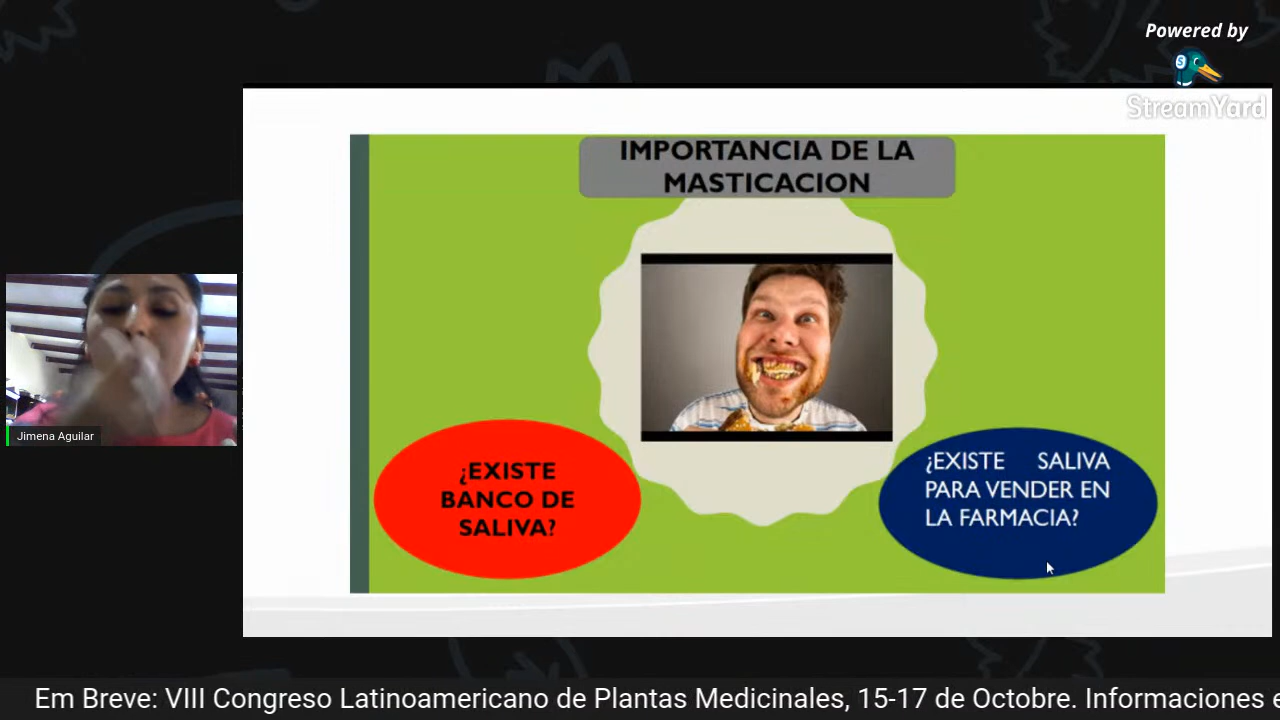 Powered by
StreamYard
IMPORTANCIA DE LA
MASTICACION
¿EXISTE
BANCO DE
SALIVA?
¿EXISTE SALIVA
PARA VENDER EN
LA FARMACIA?
Jimena Aguilar
Em Breve: VIII Congreso Latinoamericano de Plantas Medicinales, 15-17 de Octobre. Informaciones